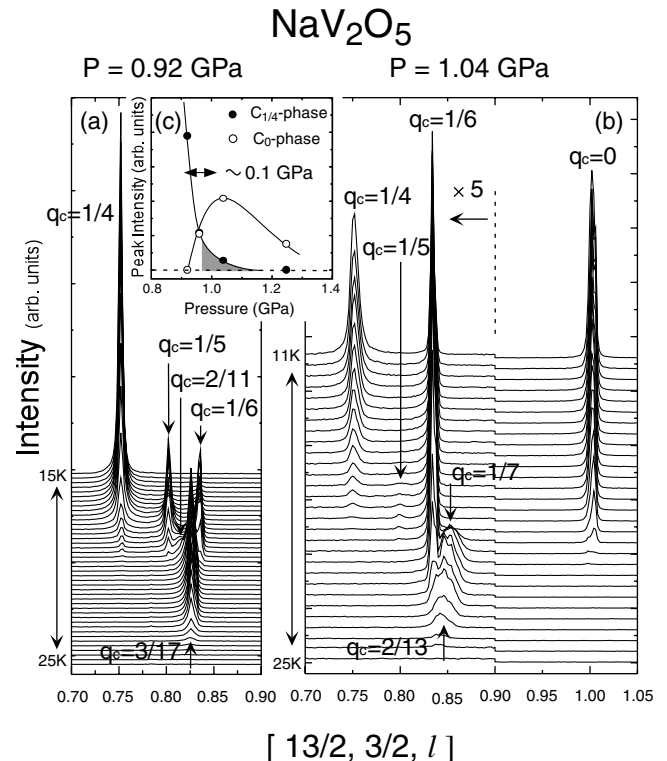 NaV2O5
P = 0.92 GPa
P = 1.04 GPa
(a)
(c)
C1/4-phase
C0-phase
~ 0.1 GPa
Peak Intensity (arb. units)
0.8 1.0 1.2 1.4
Pressure (GPa)
qc=1/4
qc=1/5
qc=2/11
qc=1/6
15K
25K
qc=3/17
0.70 0.75 0.80 0.85 0.90
Intensity (arb. units)
qc=1/6
(b)
qc=0
× 5
qc=1/4
qc=1/5
11K
qc=1/7
25K
qc=2/13
0.70 0.75 0.80 0.85 0.90 0.95 1.00 1.05
[ 13/2, 3/2, l ]